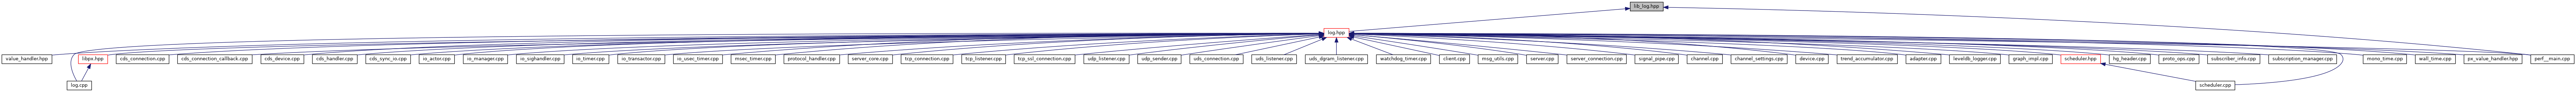 lib_log.hpp
log.hpp
value_handler.hpp
libps.hpp
cds_connection.cpp
cds_connection_callback.cpp
cds_device.cpp
cds_handler.cpp
cds_sync_io.cpp
io_actor.cpp
io_manager.cpp
io_sighandler.cpp
io_timer.cpp
io_transactor.cpp
io_usec_timer.cpp
msec_timer.cpp
protocol_handler.cpp
server_core.cpp
tcp_connection.cpp
tcp_listener.cpp
tcp_ssl_connection.cpp
udp_listener.cpp
udp_sender.cpp
uds_connection.cpp
uds_listener.cpp
uds_dgram_listener.cpp
watchdog_timer.cpp
client.cpp
msg_utils.cpp
server.cpp
server_connection.cpp
signal_pipe.cpp
channel.cpp
channel_settings.cpp
device.cpp
trend_accumulator.cpp
adapter.cpp
leveldb_logger.cpp
graph_impl.cpp
scheduler.hpp
hg_header.cpp
proto_ops.cpp
subscriber_info.cpp
subscription_manager.cpp
mono_time.cpp
wall_time.cpp
px_value_handler.hpp
perf__main.cpp
log.cpp
scheduler.cpp